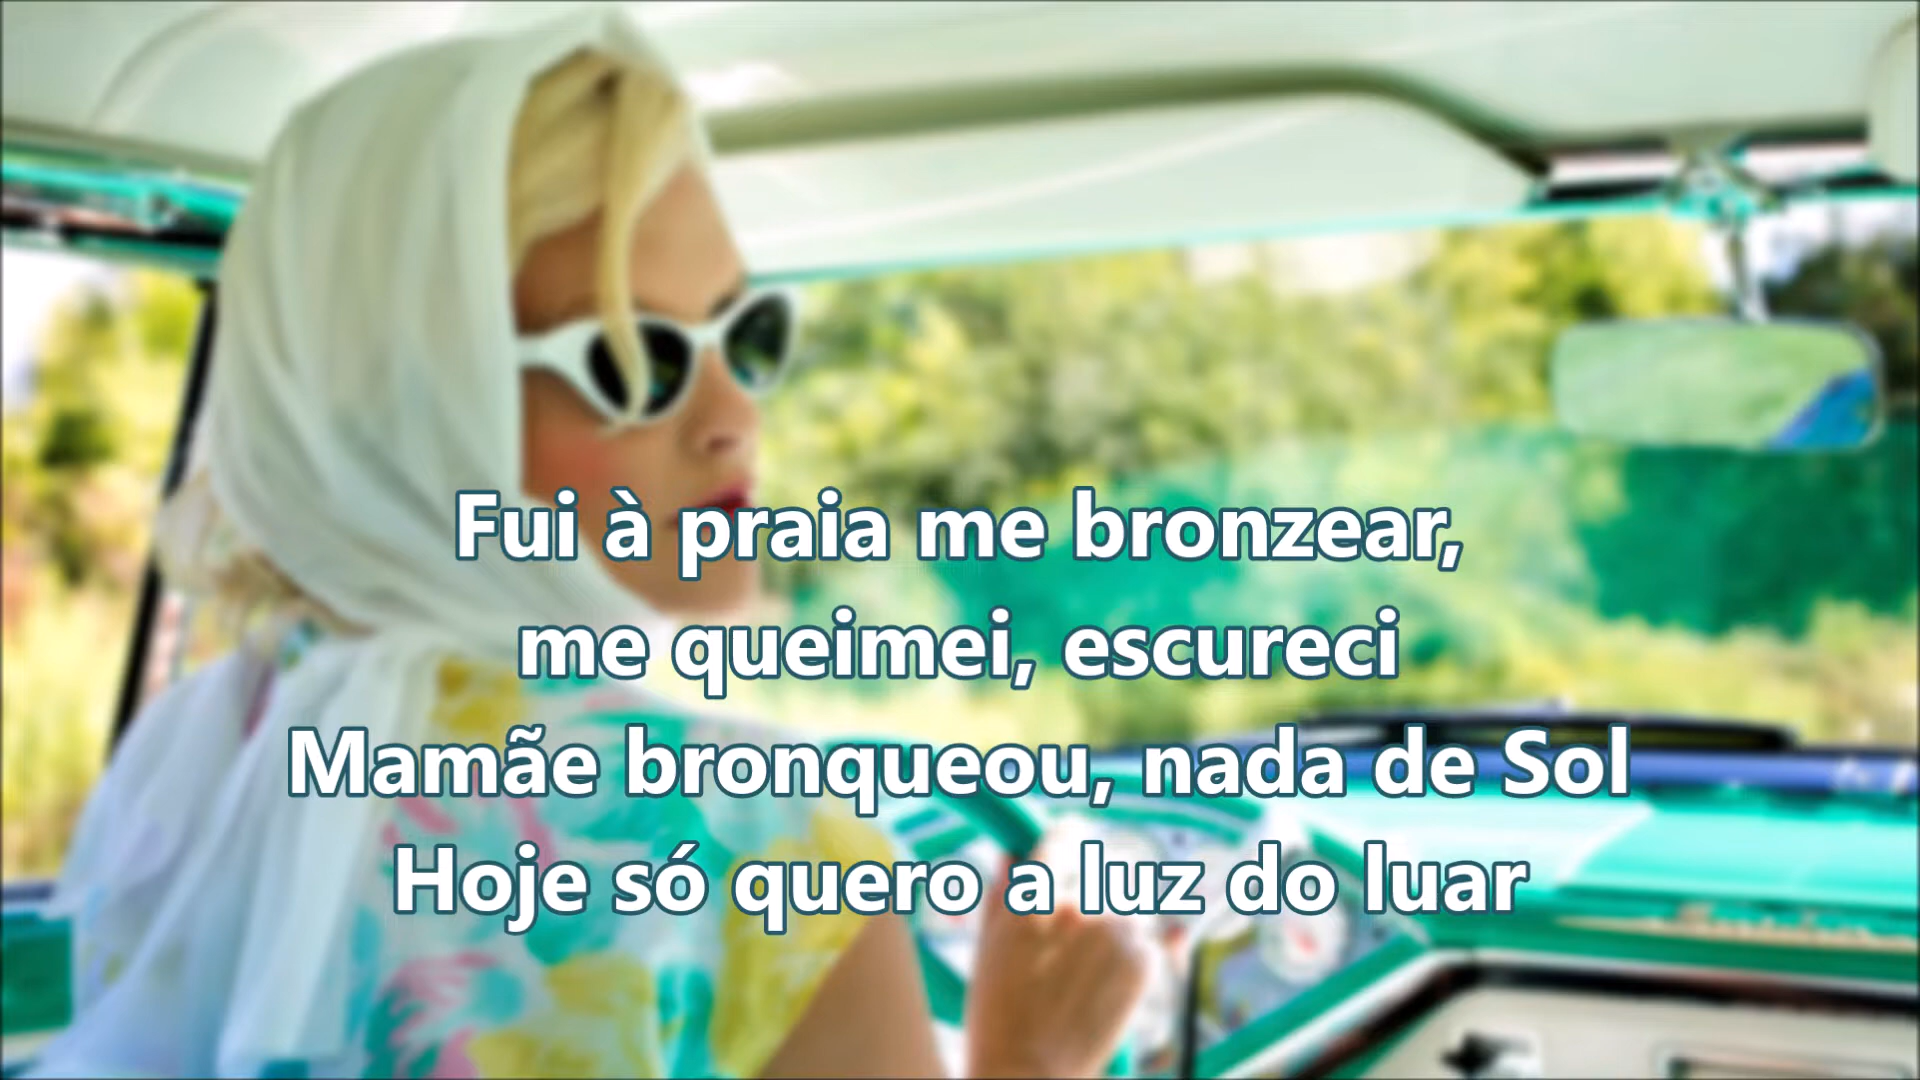 Fui à praia me bronzear,
me queimei, escureci
Mamãe bronqueou, nada de Sol
Hoje só quero a luz do luar